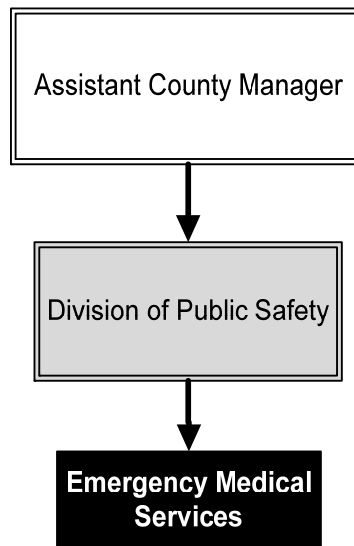 Assistant County Manager
Division of Public Safety
Emergency Medical
Services